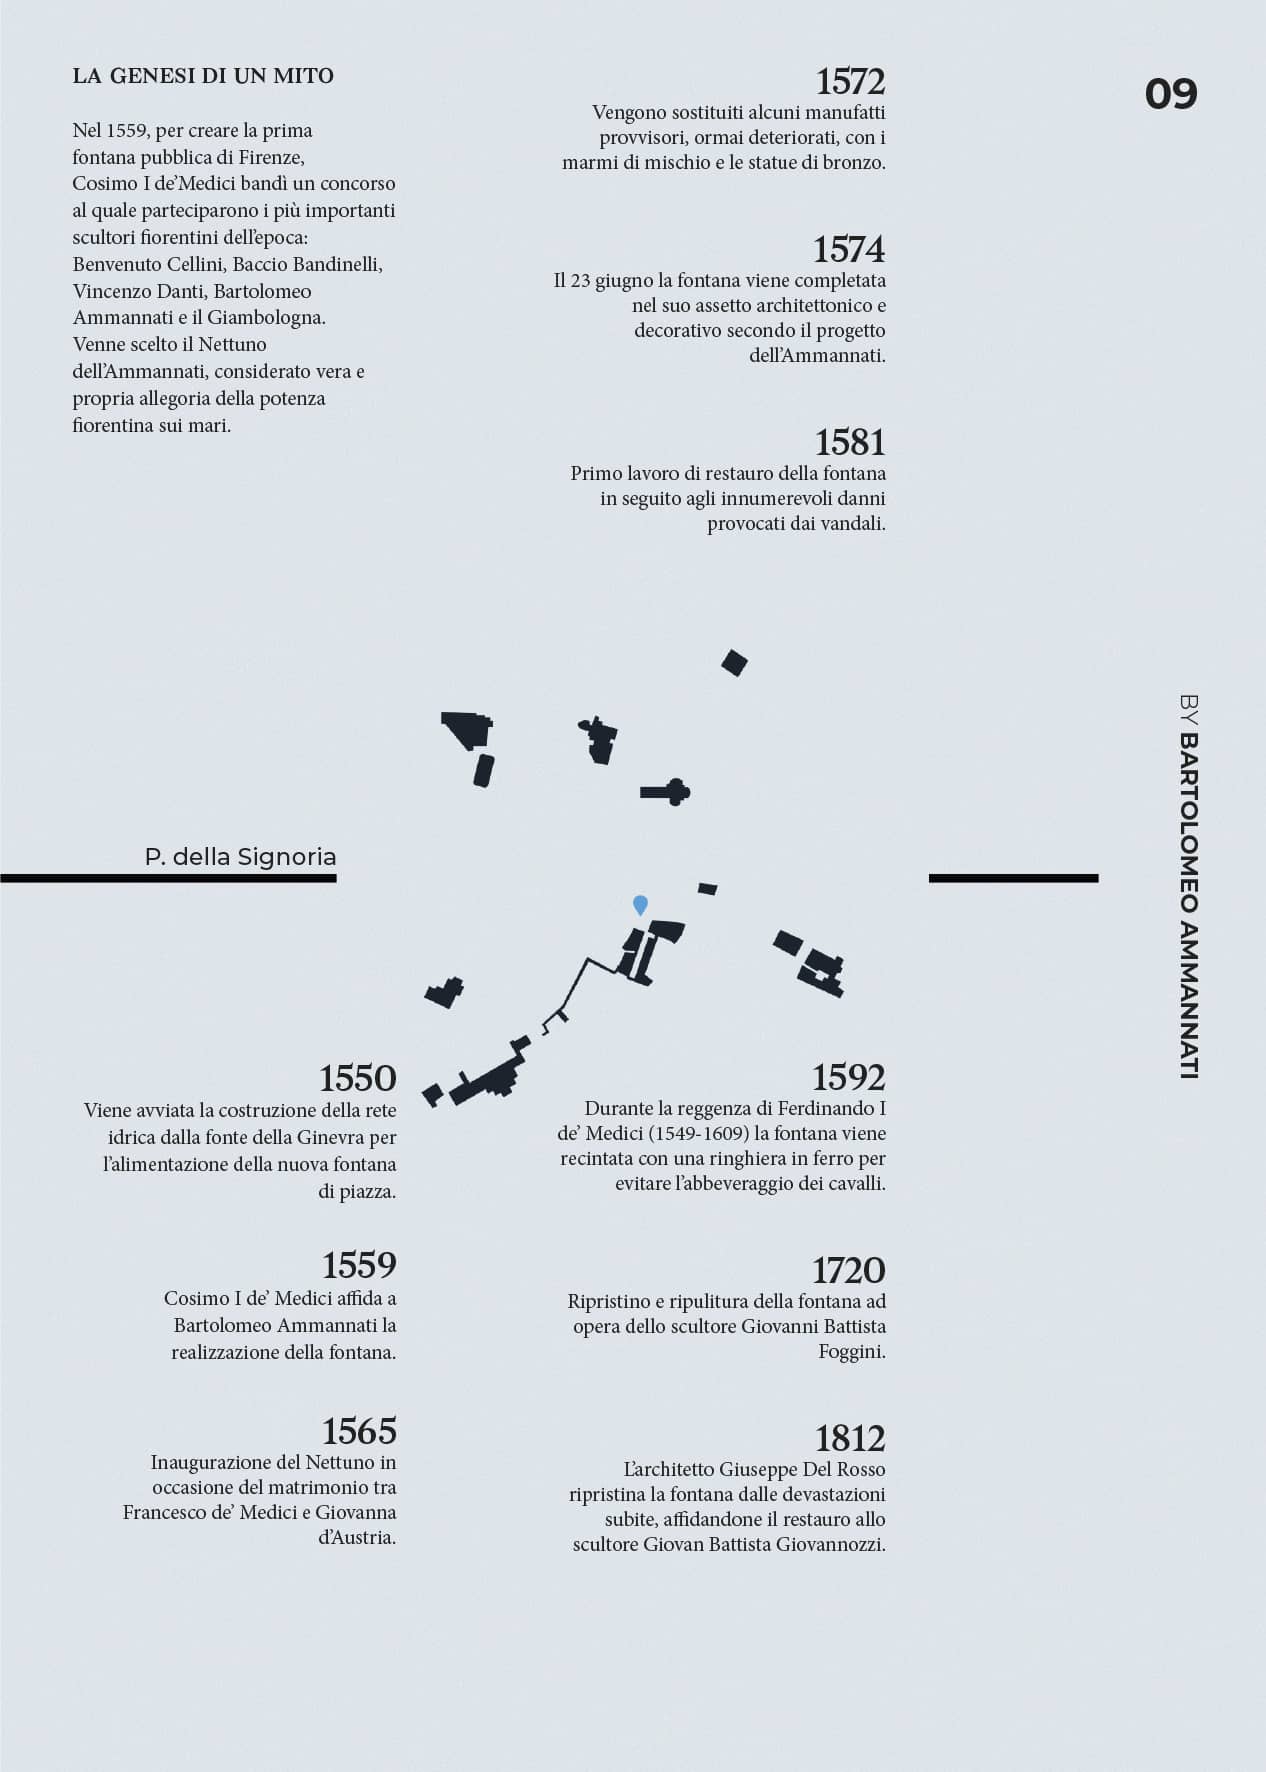 LA GENESI DI UN MITO
Nel 1559, per creare la prima
fontana pubblica di Firenze,
Cosimo I de’Medici bandì un concorso
al quale parteciparono i più importanti
scultori fiorentini dell’epoca:
Benvenuto Cellini, Baccio Bandinelli,
Vincenzo Danti, Bartolomeo
Ammannati e il Giambologna.
Venne scelto il Nettuno
dell’Ammannati, considerato vera e
propria allegoria della potenza
fiorentina sui mari.
P. della Signoria
1550
Viene avviata la costruzione della rete
idrica dalla fonte della Ginevra per
l’alimentazione della nuova fontana
di piazza.
1559
Cosimo I de’ Medici affida a
Bartolomeo Ammannati la
realizzazione della fontana.
1565
Inaugurazione del Nettuno in
occasione del matrimonio tra
Francesco de’ Medici e Giovanna
d’Austria.
1572
Vengono sostituiti alcuni manufatti
provvisori, ormai deteriorati, con i
marmi di mischio e le statue di bronzo.
1574
Il 23 giugno la fontana viene completata
nel suo assetto architettonico e
decorativo secondo il progetto
dell’Ammannati.
1581
Primo lavoro di restauro della fontana
in seguito agli innumerevoli danni
provocati dai vandali.
1592
Durante la reggenza di Ferdinando I
de’ Medici (1549-1609) la fontana viene
recintata con una ringhiera in ferro per
evitare l’abbeveraggio dei cavalli.
1720
Ripristino e ripulitura della fontana ad
opera dello scultore Giovanni Battista
Foggini.
1812
L’architetto Giuseppe Del Rosso
ripristina la fontana dalle devastazioni
subite, affidandone il restauro allo
scultore Giovan Battista Giovannozzi.
09
BY BARTOLOMEO AMMANNATI